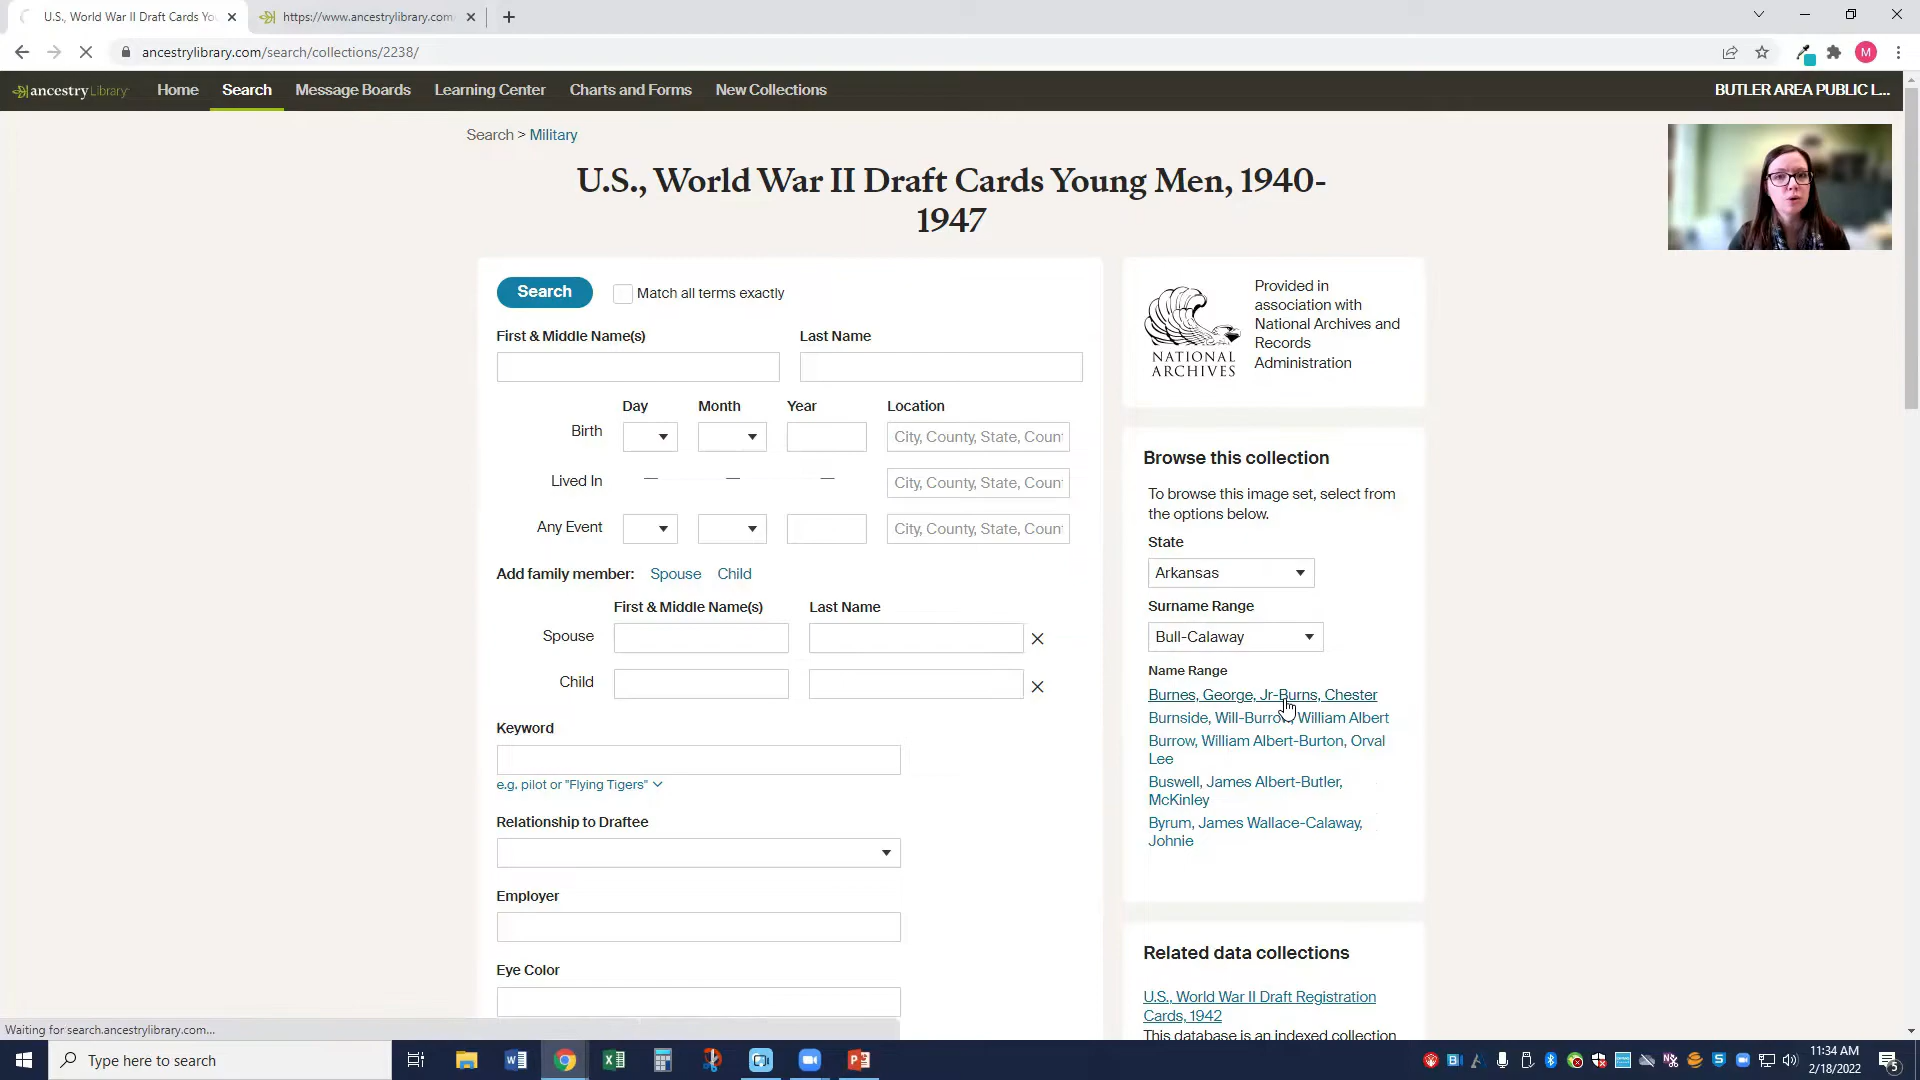 U.S., World War II Draft Cards Yo
https://www.ancestrylibrary.com/
ancestrylibrary.com/search/collections/2238/
M
ancestryLibrary
Home
Search
Message Boards
Learning Center
Charts and Forms
New Collections
BUTLER AREA PUBLIC L...
Search > Military
U.S., World War II Draft Cards Young Men, 1940-
1947
Search
Match all terms exactly
First & Middle Name(s)
Last Name
Day
Month
Year
Location
Birth
City, County, State, Coun
Lived In
City, County, State, Coun
Any Event
City, County, State, Coun
Add family member:
Spouse
Child
First & Middle Name(s)
Last Name
Spouse
Child
Keyword
e.g. pilot or "Flying Tigers"
Relationship to Draftee
Employer
Eye Color
NATIONAL
ARCHIVES
Provided in
association with
National Archives and
Records
Administration
Browse this collection
To browse this image set, select from
the options below.
State
Arkansas
Surname Range
Bull-Calaway
Name Range
Burnes, George, Jr-Burns, Chester
Burnside, Will-Burrow, William Albert
Burrow, William Albert-Burton, Orval
Lee
Buswell, James Albert-Butler,
McKinley
Byrum, James Wallace-Calaway,
Johnie
Related data collections
U.S., World War II Draft Registration
Cards, 1942
This database is an indexed collection
Waiting for search.ancestrylibrary.com...
Type here to search
11:34 AM
2/18/2022
5